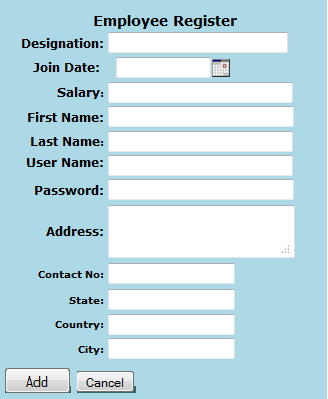 Employee Register
Designation:
Join Date:
Salary:
First Name:
Last Name:
User Name:
Password:
Address:
Contact No:
State:
Country:
City:
Add Cancel